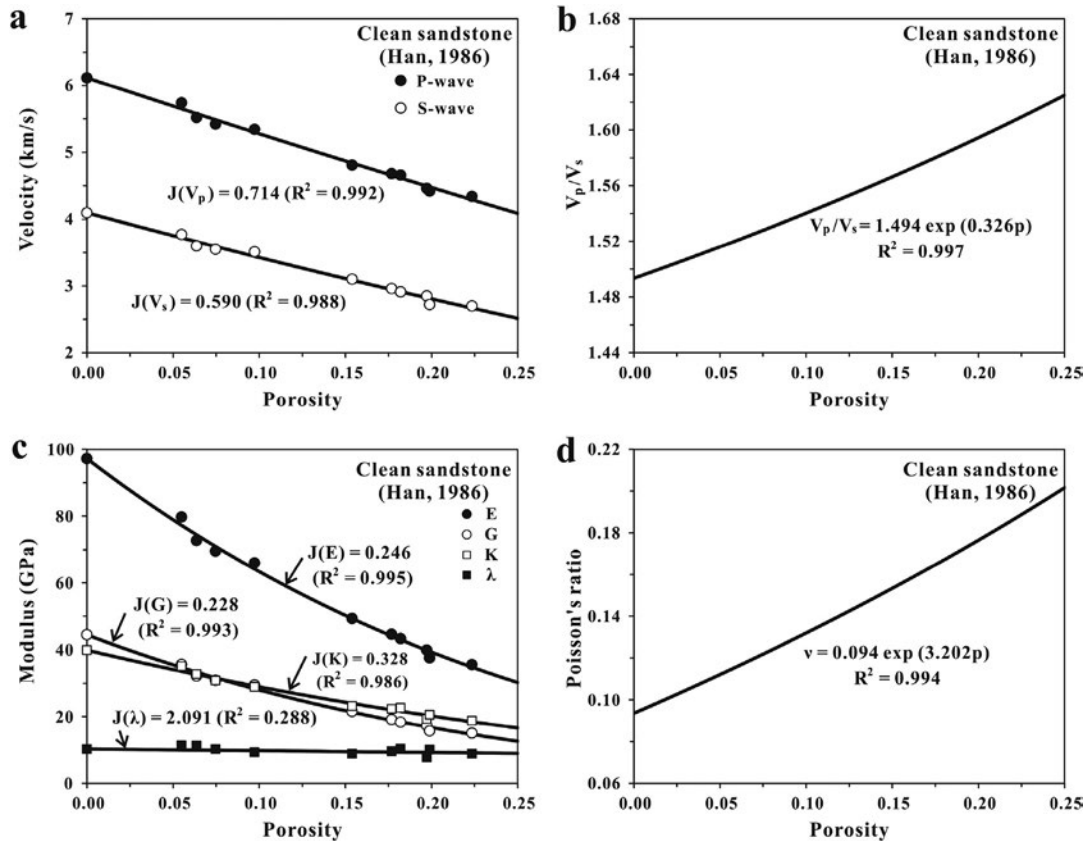 a
Clean sandstone
(Han, 1986)
P-wave
S-wave
J(Vp) = 0.714 (R² = 0.992)
J(Vs) = 0.590 (R² = 0.988)
Velocity (km/s)
7
6
5
4
3
2
0.00 0.05 0.10 0.15 0.20 0.25
Porosity
b
Clean sandstone
(Han, 1986)
Vp/Vs = 1.494 exp (0.326p)
R² = 0.997
Vp/Vs
1.68
1.64
1.60
1.56
1.52
1.48
1.44
0.00 0.05 0.10 0.15 0.20 0.25
Porosity
c
Clean sandstone
(Han, 1986)
E
G
K
λ
J(E) = 0.246
(R² = 0.995)
J(G) = 0.228
(R² = 0.993)
J(K) = 0.328
(R² = 0.986)
J(λ) = 2.091 (R² = 0.288)
Modulus (GPa)
100
80
60
40
20
0
0.00 0.05 0.10 0.15 0.20 0.25
Porosity
d
Clean sandstone
(Han, 1986)
ν = 0.094 exp (3.202p)
R² = 0.994
Poisson's ratio
0.22
0.18
0.14
0.10
0.06
0.00 0.05 0.10 0.15 0.20 0.25
Porosity